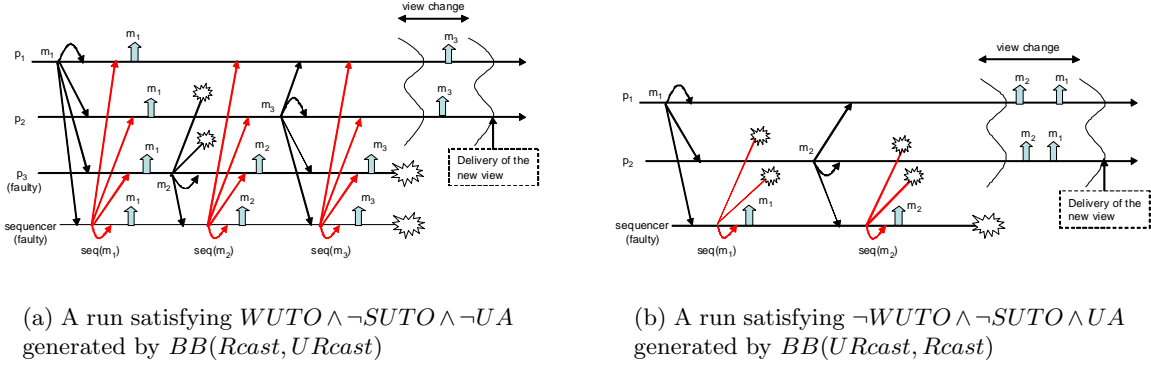 view change
p1 m1 m1 m3
p2 m1 m3 m3
p3
(faulty) m1 m2 m2 m3
sequencer
(faulty) m1 m2 m3
seq(m1) seq(m2) seq(m3)
Delivery of the
new view
(a) A run satisfying WUTO ∧ ¬SUTO ∧ ¬UA
generated by BB(Rcast, URcast)
view change
p1 m1 m2 m1
p2 m2 m2 m1
sequencer
(faulty) m1 m2
seq(m1) seq(m2)
Delivery of the
new view
(b) A run satisfying ¬WUTO ∧ ¬SUTO ∧ UA
generated by BB(URcast, Rcast)